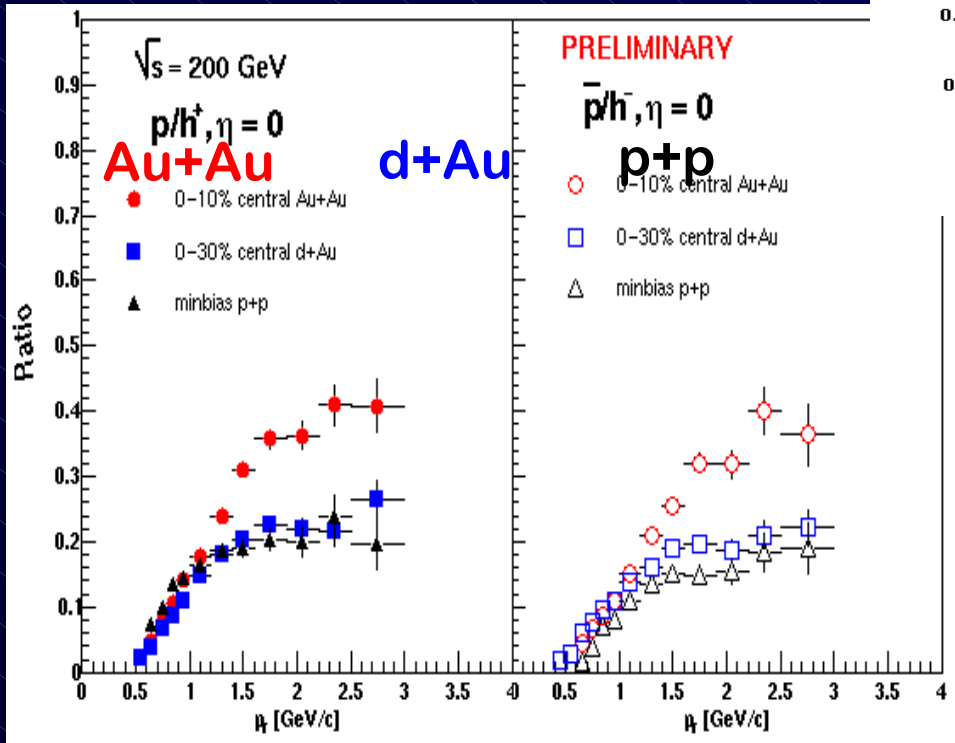 √s = 200 GeV
p/h⁺, η = 0
Au+Au
d+Au
0-10% central Au+Au
0-30% central d+Au
minbias p+p
Ratio
1
0.9
0.8
0.7
0.6
0.5
0.4
0.3
0.2
0.1
0
0 0.5 1 1.5 2 2.5 3 3.5 4
pT [GeV/c]
PRELIMINARY
p̄/h⁻, η = 0
p+p
0-10% central Au+Au
0-30% central d+Au
minbias p+p
0.5 1 1.5 2 2.5 3 3.5 4
pT [GeV/c]
0.
0